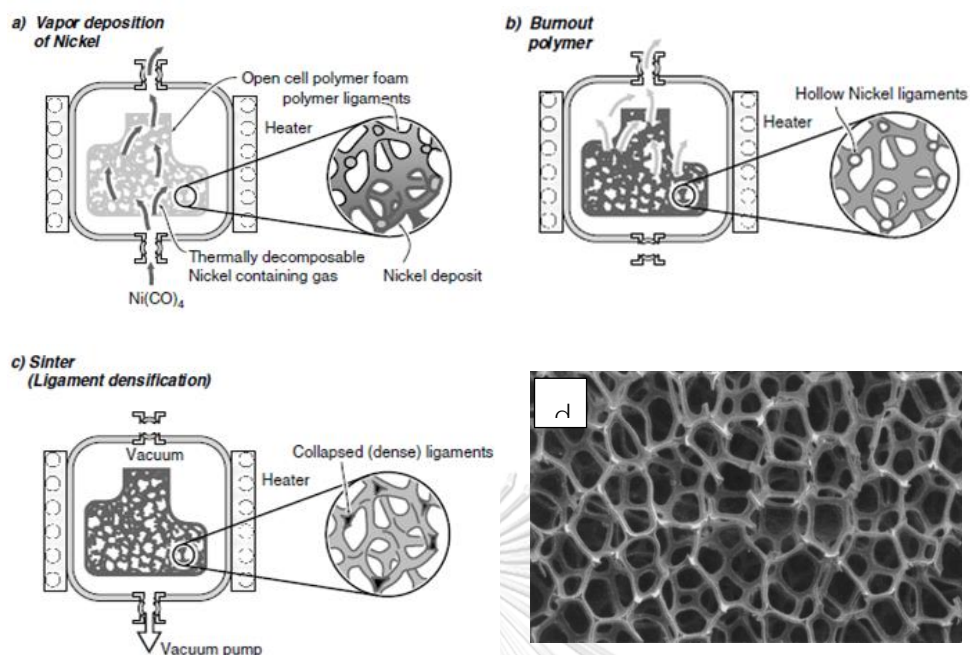 a) Vapor deposition
of Nickel
Open cell polymer foam
polymer ligaments
Heater
Thermally decomposable
Nickel containing gas
Nickel deposit
Ni(CO)₄
b) Burnout
polymer
Hollow Nickel ligaments
Heater
c) Sinter
(Ligament densification)
Vacuum
Collapsed (dense) ligaments
Heater
Vacuum pump